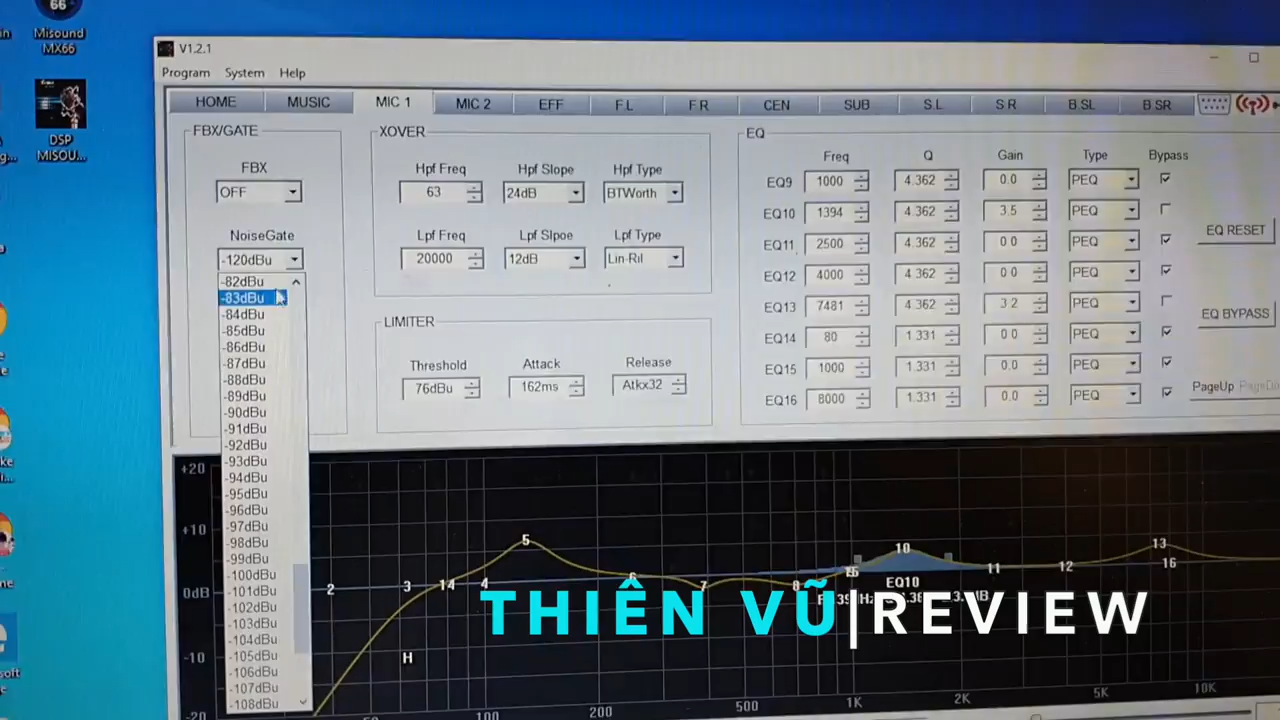 66
Misound
MX66
DSP
MISOU...
V1.2.1
Program System Help
HOME MUSIC MIC 1 MIC 2 EFF F.L F.R CEN SUB S.L S.R B.SL B.SR
FBX/GATE
FBX
OFF
NoiseGate
-120dBu
-82dBu
-83dBu
-84dBu
-85dBu
-86dBu
-87dBu
-88dBu
-89dBu
-90dBu
-91dBu
-92dBu
-93dBu
-94dBu
-95dBu
-96dBu
-97dBu
-98dBu
-99dBu
-100dBu
-101dBu
-102dBu
-103dBu
-104dBu
-105dBu
-106dBu
-107dBu
-108dBu
XOVER
Hpf Freq Hpf Slope Hpf Type
63 24dB BTWorth
Lpf Freq Lpf Slpoe Lpf Type
20000 12dB Lin-Ril
LIMITER
Threshold Attack Release
76dBu 162ms Atkx32
EQ
Freq Q Gain Type Bypass
EQ9 1000 4.362 0.0 PEQ
EQ10 1394 4.362 3.5 PEQ
EQ11 2500 4.362 0.0 PEQ
EQ12 4000 4.362 0.0 PEQ
EQ13 7481 4.362 3.2 PEQ
EQ14 80 1.331 0.0 PEQ
EQ15 1000 1.331 0.0 PEQ
EQ16 8000 1.331 0.0 PEQ
EQ RESET
EQ BYPASS
PageUp
+20
+10
0dB
-10
-20
2 3 14 4 5 6 7 8 10 11 12 13 16
EQ10
H
100 200 500 1K 2K 5K 10K
THIÊN VŨ|REVIEW